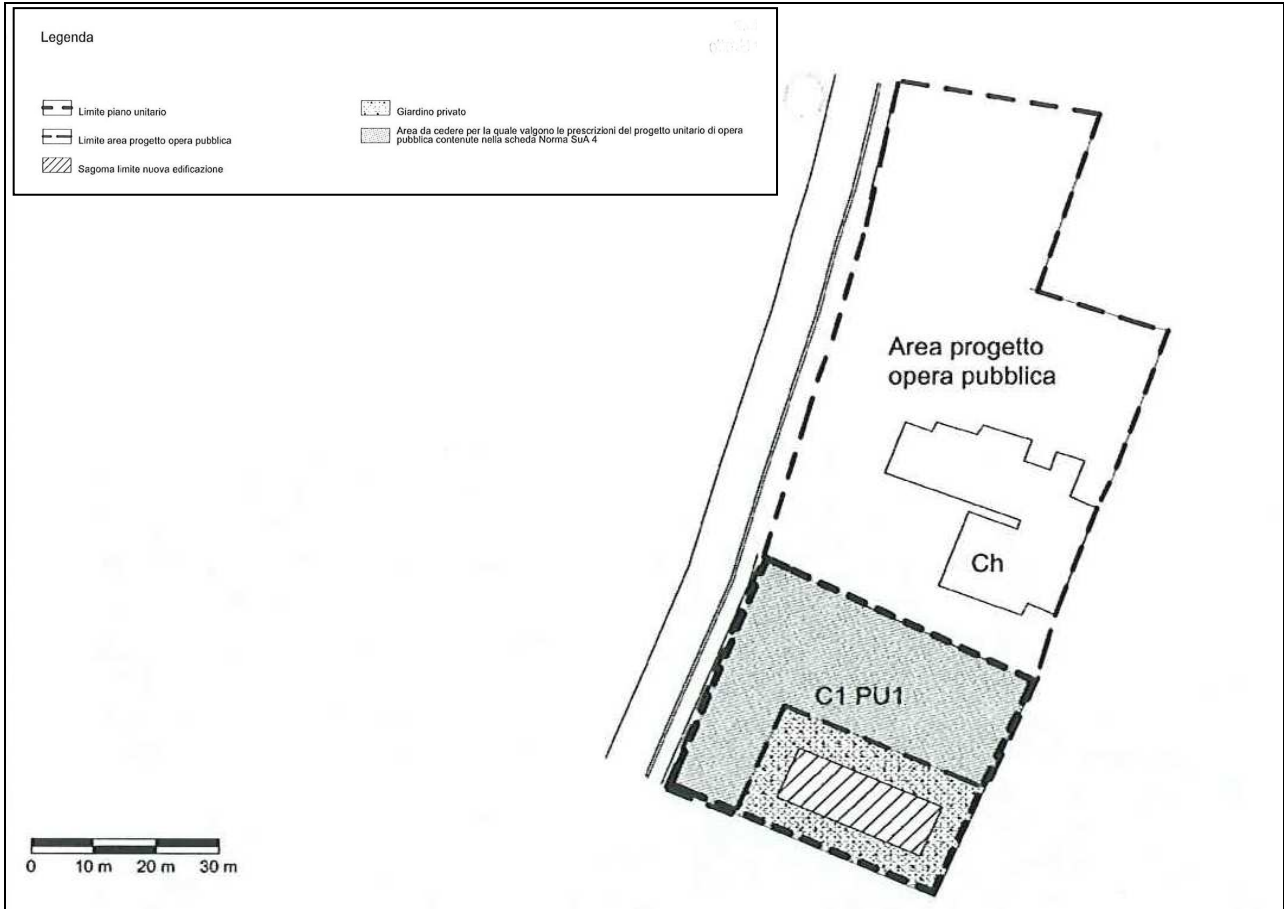 Legenda
Limite piano unitario
Limite area progetto opera pubblica
Sagoma limite nuova edificazione
Giardino privato
Area da cedere per la quale valgono le prescrizioni del progetto unitario di opera
pubblica contenute nella scheda Norma SuA 4
Area progetto
opera pubblica
Ch
C1 PU1
0 10 m 20 m 30 m